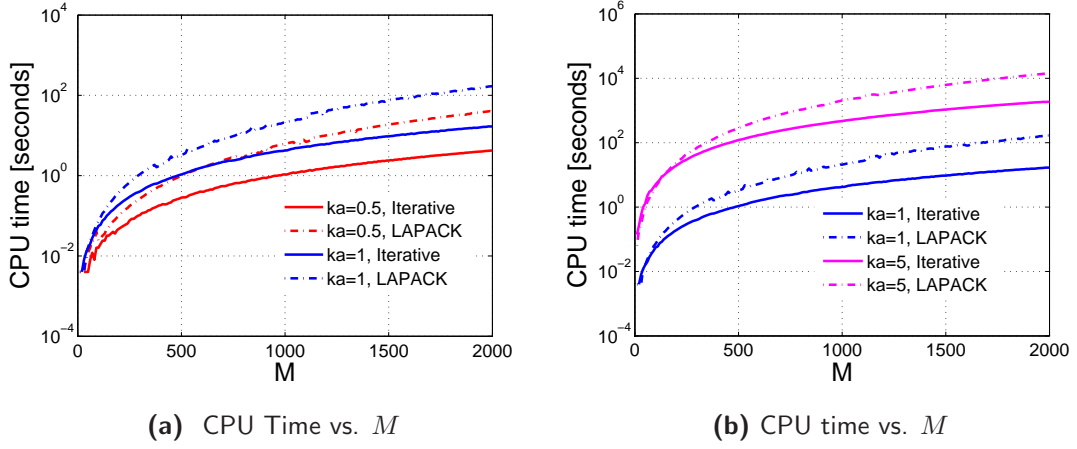 10^4
10^2
10^0
10^-2
10^-4
CPU time [seconds]
0 500 1000 1500 2000
M
ka=0.5, Iterative
ka=0.5, LAPACK
ka=1, Iterative
ka=1, LAPACK
(a) CPU Time vs. M
10^6
10^4
10^2
10^0
10^-2
10^-4
CPU time [seconds]
0 500 1000 1500 2000
M
ka=1, Iterative
ka=1, LAPACK
ka=5, Iterative
ka=5, LAPACK
(b) CPU time vs. M